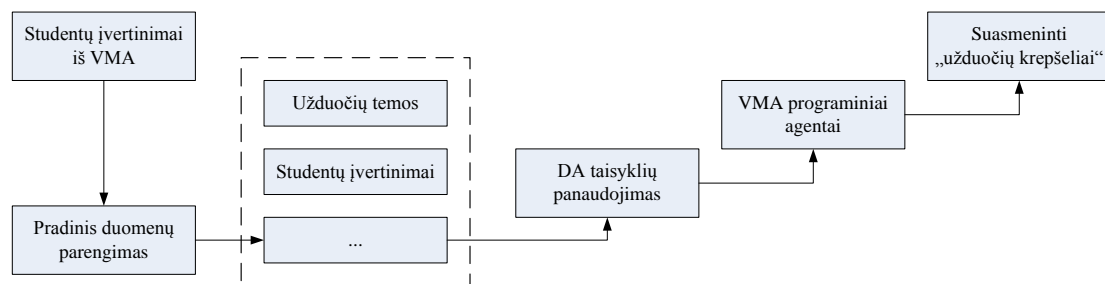 Studentų įvertinimai
iš VMA
Pradinis duomenų
parengimas
Užduočių temos
Studentų įvertinimai
...
DA taisyklių
panaudojimas
VMA programiniai
agentai
Suasmeninti
„užduočių krepšeliai“